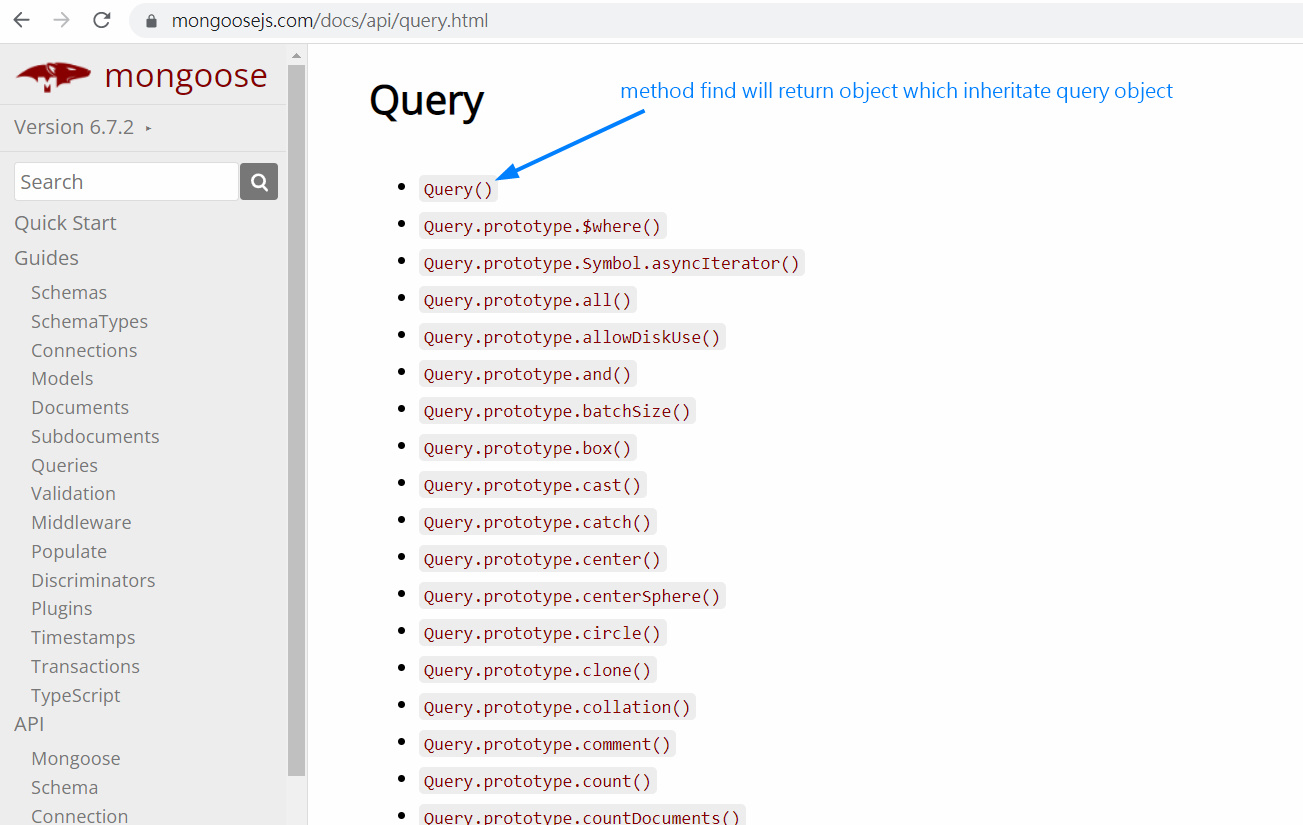 mongoosejs.com/docs/api/query.html
mongoose
Version 6.7.2
Search
Quick Start
Guides
Schemas
SchemaTypes
Connections
Models
Documents
Subdocuments
Queries
Validation
Middleware
Populate
Discriminators
Plugins
Timestamps
Transactions
TypeScript
API
Mongoose
Schema
Connection
Query
method find will return object which inheritate query object
Query()
Query.prototype.$where()
Query.prototype.Symbol.asyncIterator()
Query.prototype.all()
Query.prototype.allowDiskUse()
Query.prototype.and()
Query.prototype.batchSize()
Query.prototype.box()
Query.prototype.cast()
Query.prototype.catch()
Query.prototype.center()
Query.prototype.centerSphere()
Query.prototype.circle()
Query.prototype.clone()
Query.prototype.collation()
Query.prototype.comment()
Query.prototype.count()
Query.prototype.countDocuments()